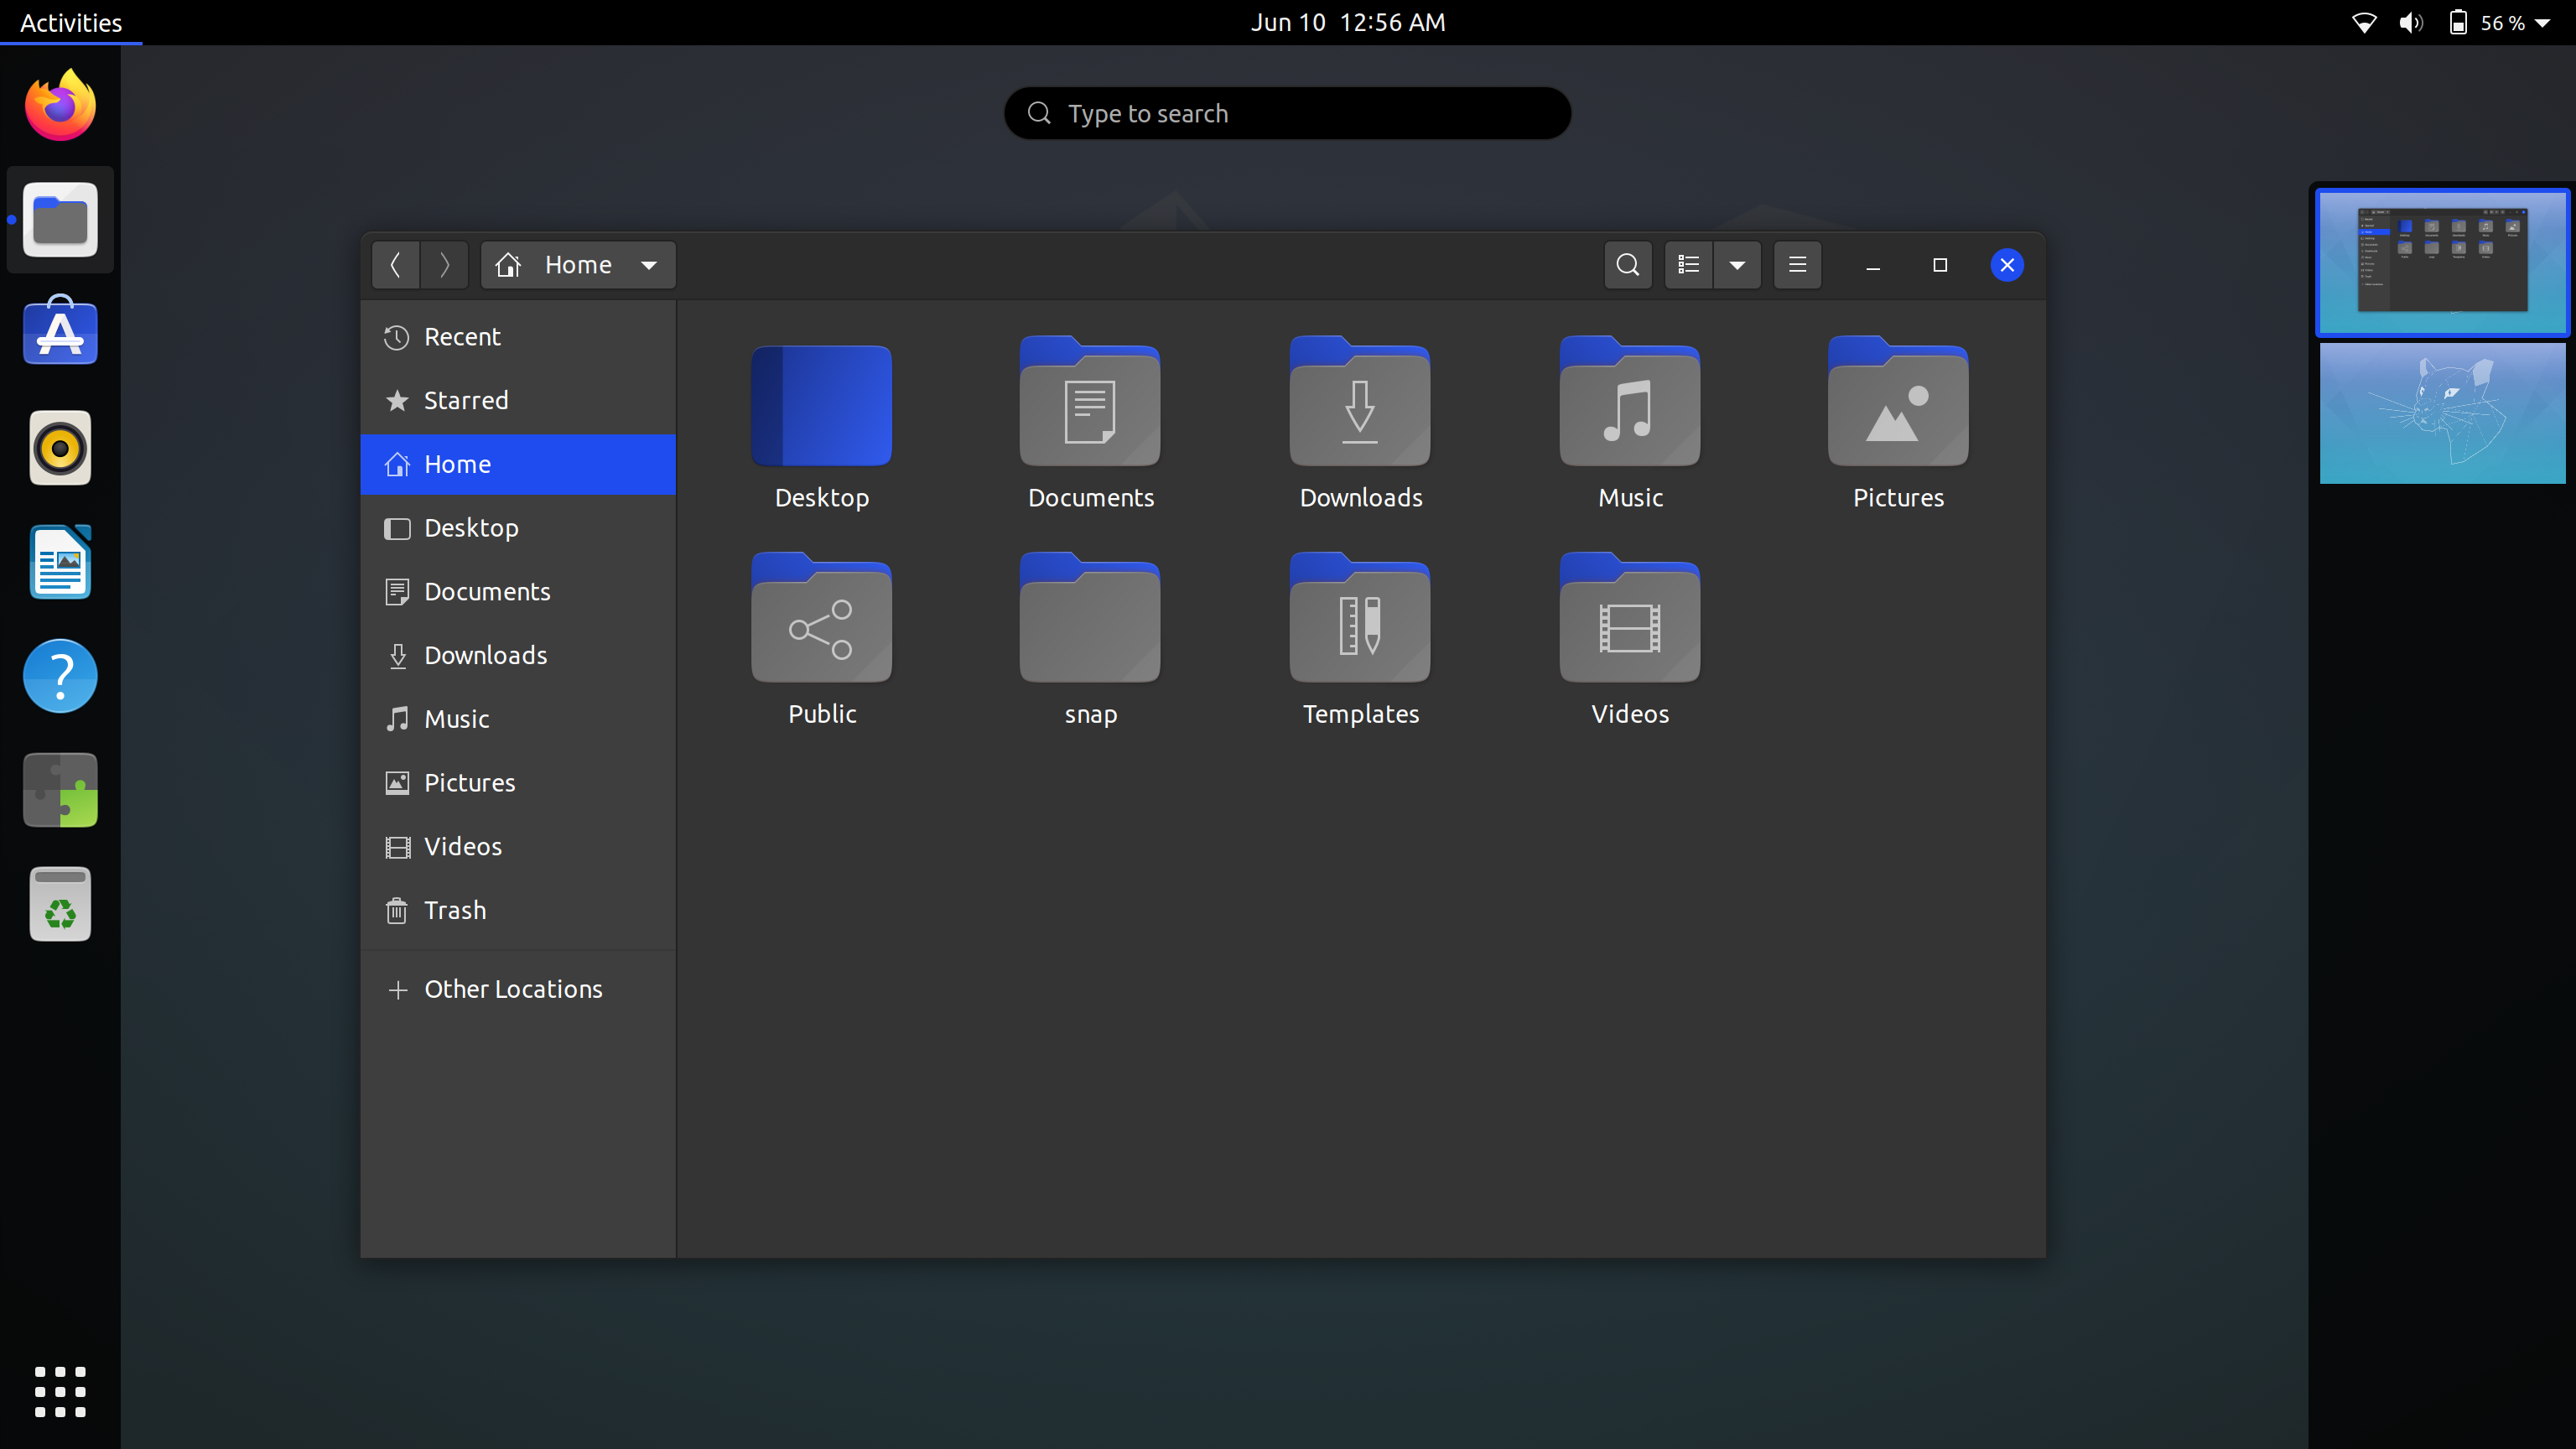 Activities
Jun 10 12:56 AM
56 %
Type to search
Home
Recent
Starred
Home
Desktop
Documents
Downloads
Music
Pictures
Videos
Trash
Other Locations
Desktop
Documents
Downloads
Music
Pictures
Public
snap
Templates
Videos